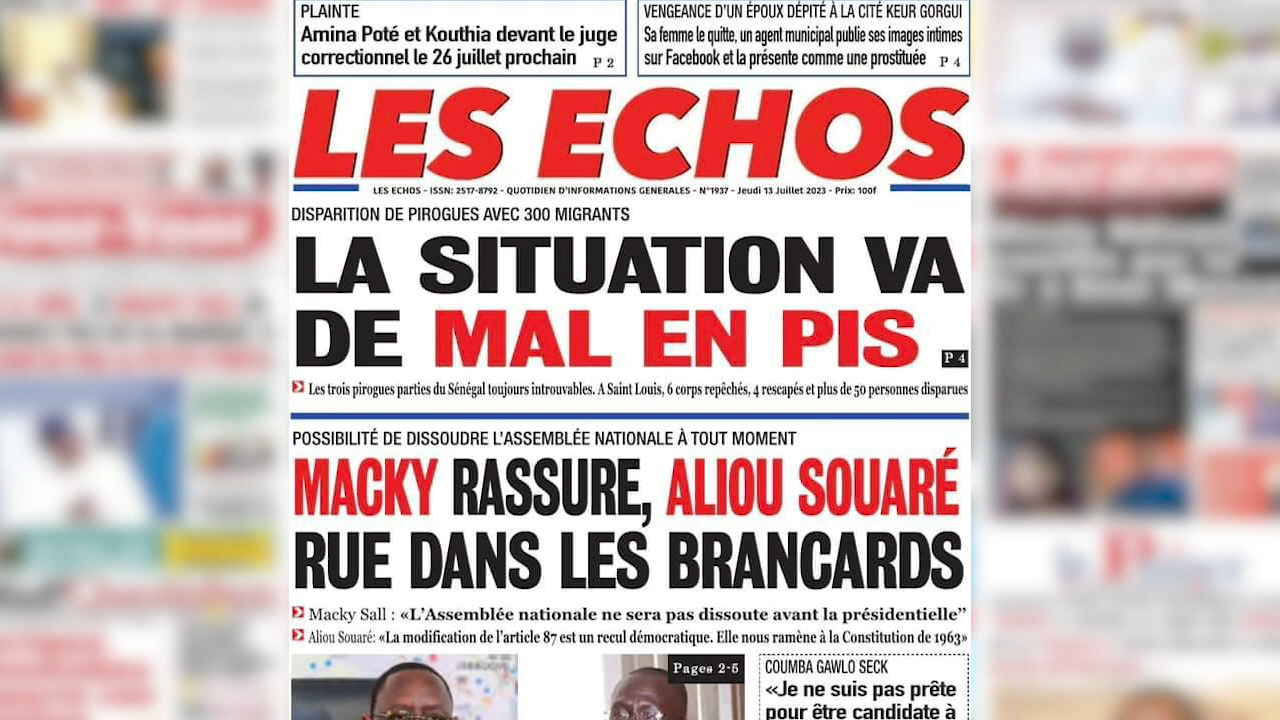 PLAINTE
Amina Poté et Kouthia devant le juge
correctionnel le 26 juillet prochain P 2
VENGEANCE D'UN ÉPOUX DÉPITÉ À LA CITÉ KEUR GORGUI
Sa femme le quitte, un agent municipal publie ses images intimes
sur Facebook et la présente comme une prostituée P 4
LES ECHOS
LES ECHOS - ISSN: 2517-8792 - QUOTIDIEN D'INFORMATIONS GENERALES - N°1937 - Jeudi 13 Juillet 2023 - Prix: 100f
DISPARITION DE PIROGUES AVEC 300 MIGRANTS
LA SITUATION VA
DE MAL EN PIS P 4
Les trois pirogues parties du Sénégal toujours introuvables. A Saint Louis, 6 corps repêchés, 4 rescapés et plus de 50 personnes disparues
POSSIBILITÉ DE DISSOUDRE L'ASSEMBLÉE NATIONALE À TOUT MOMENT
MACKY RASSURE, ALIOU SOUARÉ
RUE DANS LES BRANCARDS
Macky Sall : «L'Assemblée nationale ne sera pas dissoute avant la présidentielle”
Aliou Souaré: «La modification de l'article 87 est un recul démocratique. Elle nous ramène à la Constitution de 1963»
Pages 2-5
COUMBA GAWLO SECK
«Je ne suis pas prête
pour être candidate à